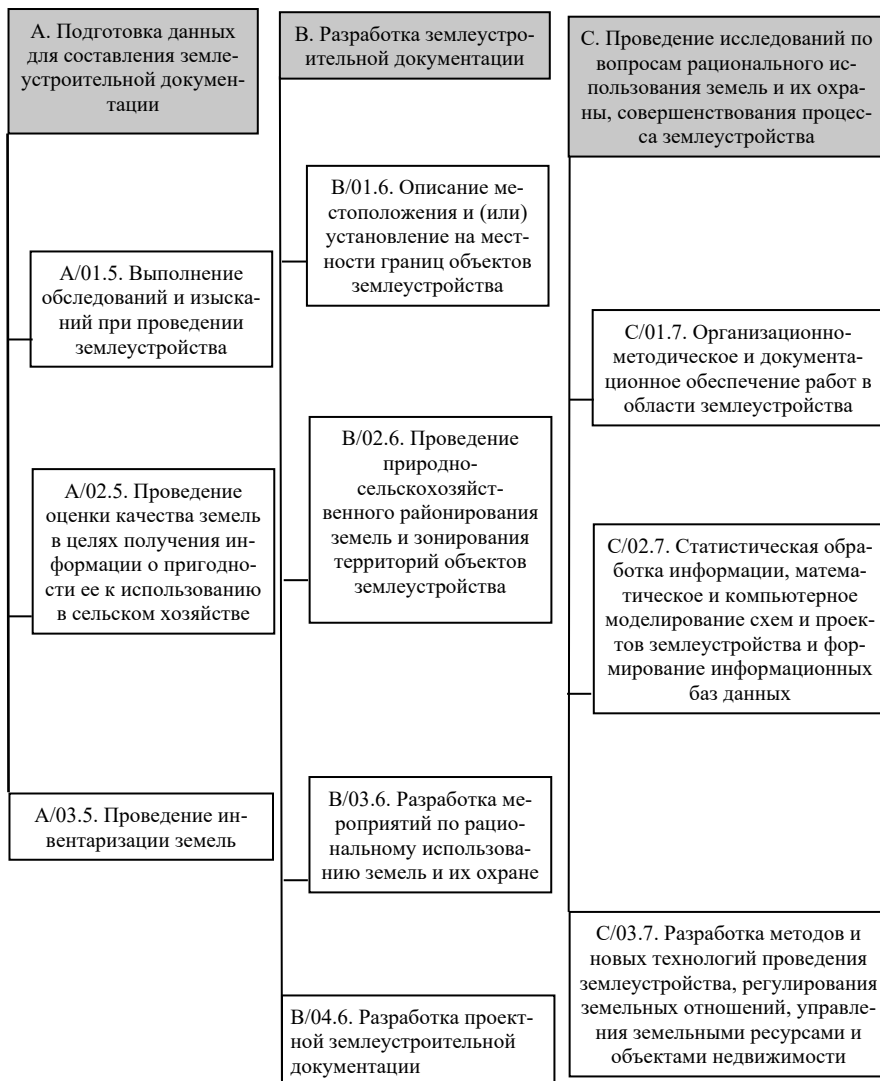 А. Подготовка данных
для составления земле-
устроительной докумен-
тации
А/01.5. Выполнение
обследований и изыска-
ний при проведении
землеустройства
А/02.5. Проведение
оценки качества земель
в целях получения ин-
формации о пригодно-
сти ее к использованию
в сельском хозяйстве
А/03.5. Проведение ин-
вентаризации земель
В. Разработка землеустро-
ительной документации
В/01.6. Описание ме-
стоположения и (или)
установление на мест-
ности границ объектов
землеустройства
В/02.6. Проведение
природно-
сельскохозяйст-
венного районирования
земель и зонирования
территорий объектов
землеустройства
В/03.6. Разработка ме-
роприятий по рацио-
нальному использова-
нию земель и их охране
В/04.6. Разработка проект-
ной землеустроительной
документации
С. Проведение исследований по
вопросам рационального ис-
пользования земель и их охра-
ны, совершенствования процес-
са землеустройства
С/01.7. Организационно-
методическое и документа-
ционное обеспечение работ в
области землеустройства
С/02.7. Статистическая обра-
ботка информации, матема-
тическое и компьютерное
моделирование схем и проек-
тов землеустройства и фор-
мирование информационных
баз данных
С/03.7. Разработка методов и
новых технологий проведения
землеустройства, регулирования
земельных отношений, управле-
ния земельными ресурсами и
объектами недвижимости